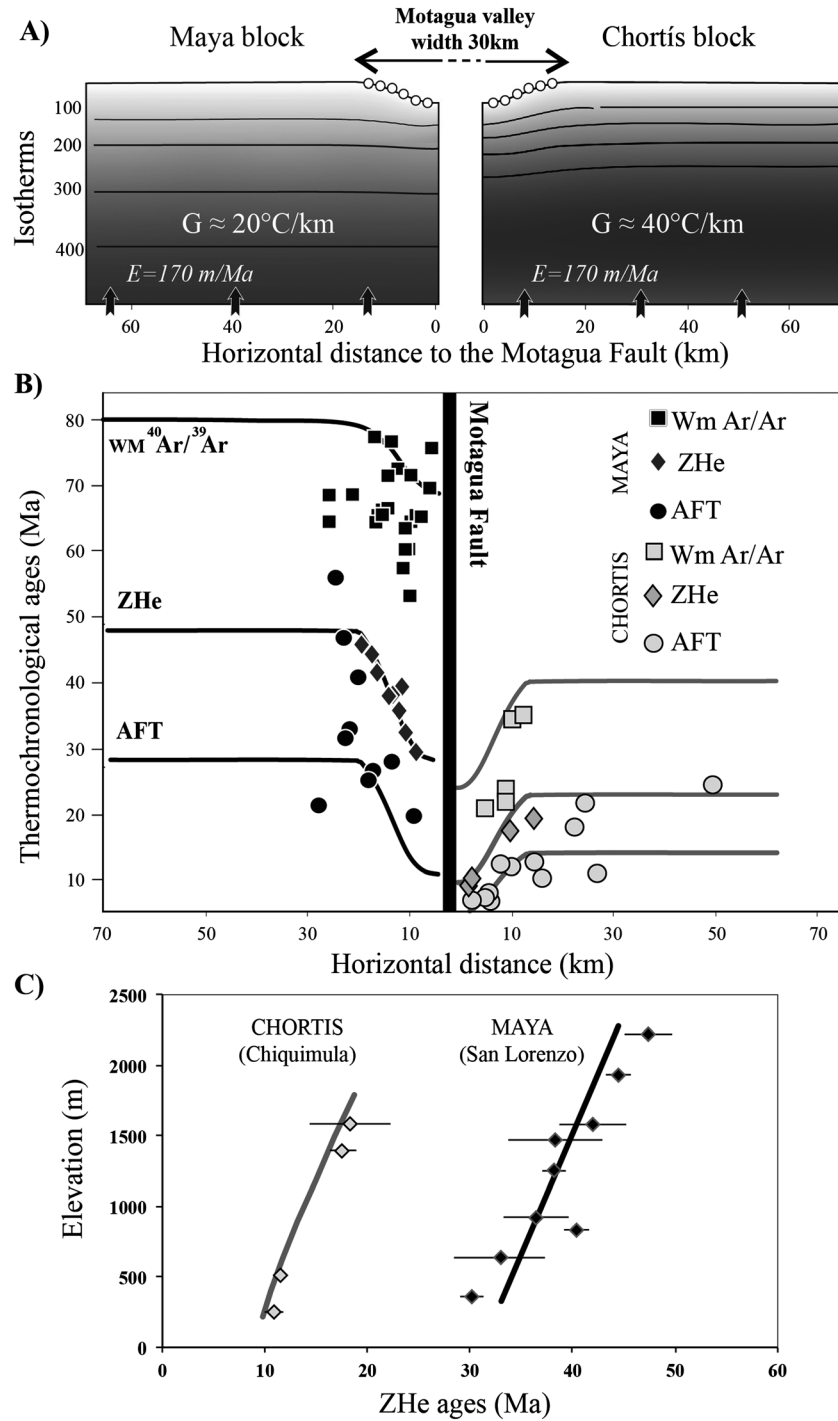 A)
Maya block
Motagua valley
width 30km
Chortís block
Isotherms
100
200
300
400
G ≈ 20°C/km
E=170 m/Ma
G ≈ 40°C/km
E=170 m/Ma
60
40
20
0
0
20
40
60
Horizontal distance to the Motagua Fault (km)
B)
Thermochronological ages (Ma)
80
70
60
50
40
30
20
10
WM 40Ar/39Ar
ZHe
AFT
Motagua Fault
MAYA
Wm Ar/Ar
ZHe
AFT
CHORTIS
Wm Ar/Ar
ZHe
AFT
70
50
30
10
10
30
50
70
Horizontal distance (km)
C)
Elevation (m)
2500
2000
1500
1000
500
0
CHORTIS
(Chiquimula)
MAYA
(San Lorenzo)
0
10
20
30
40
50
60
ZHe ages (Ma)